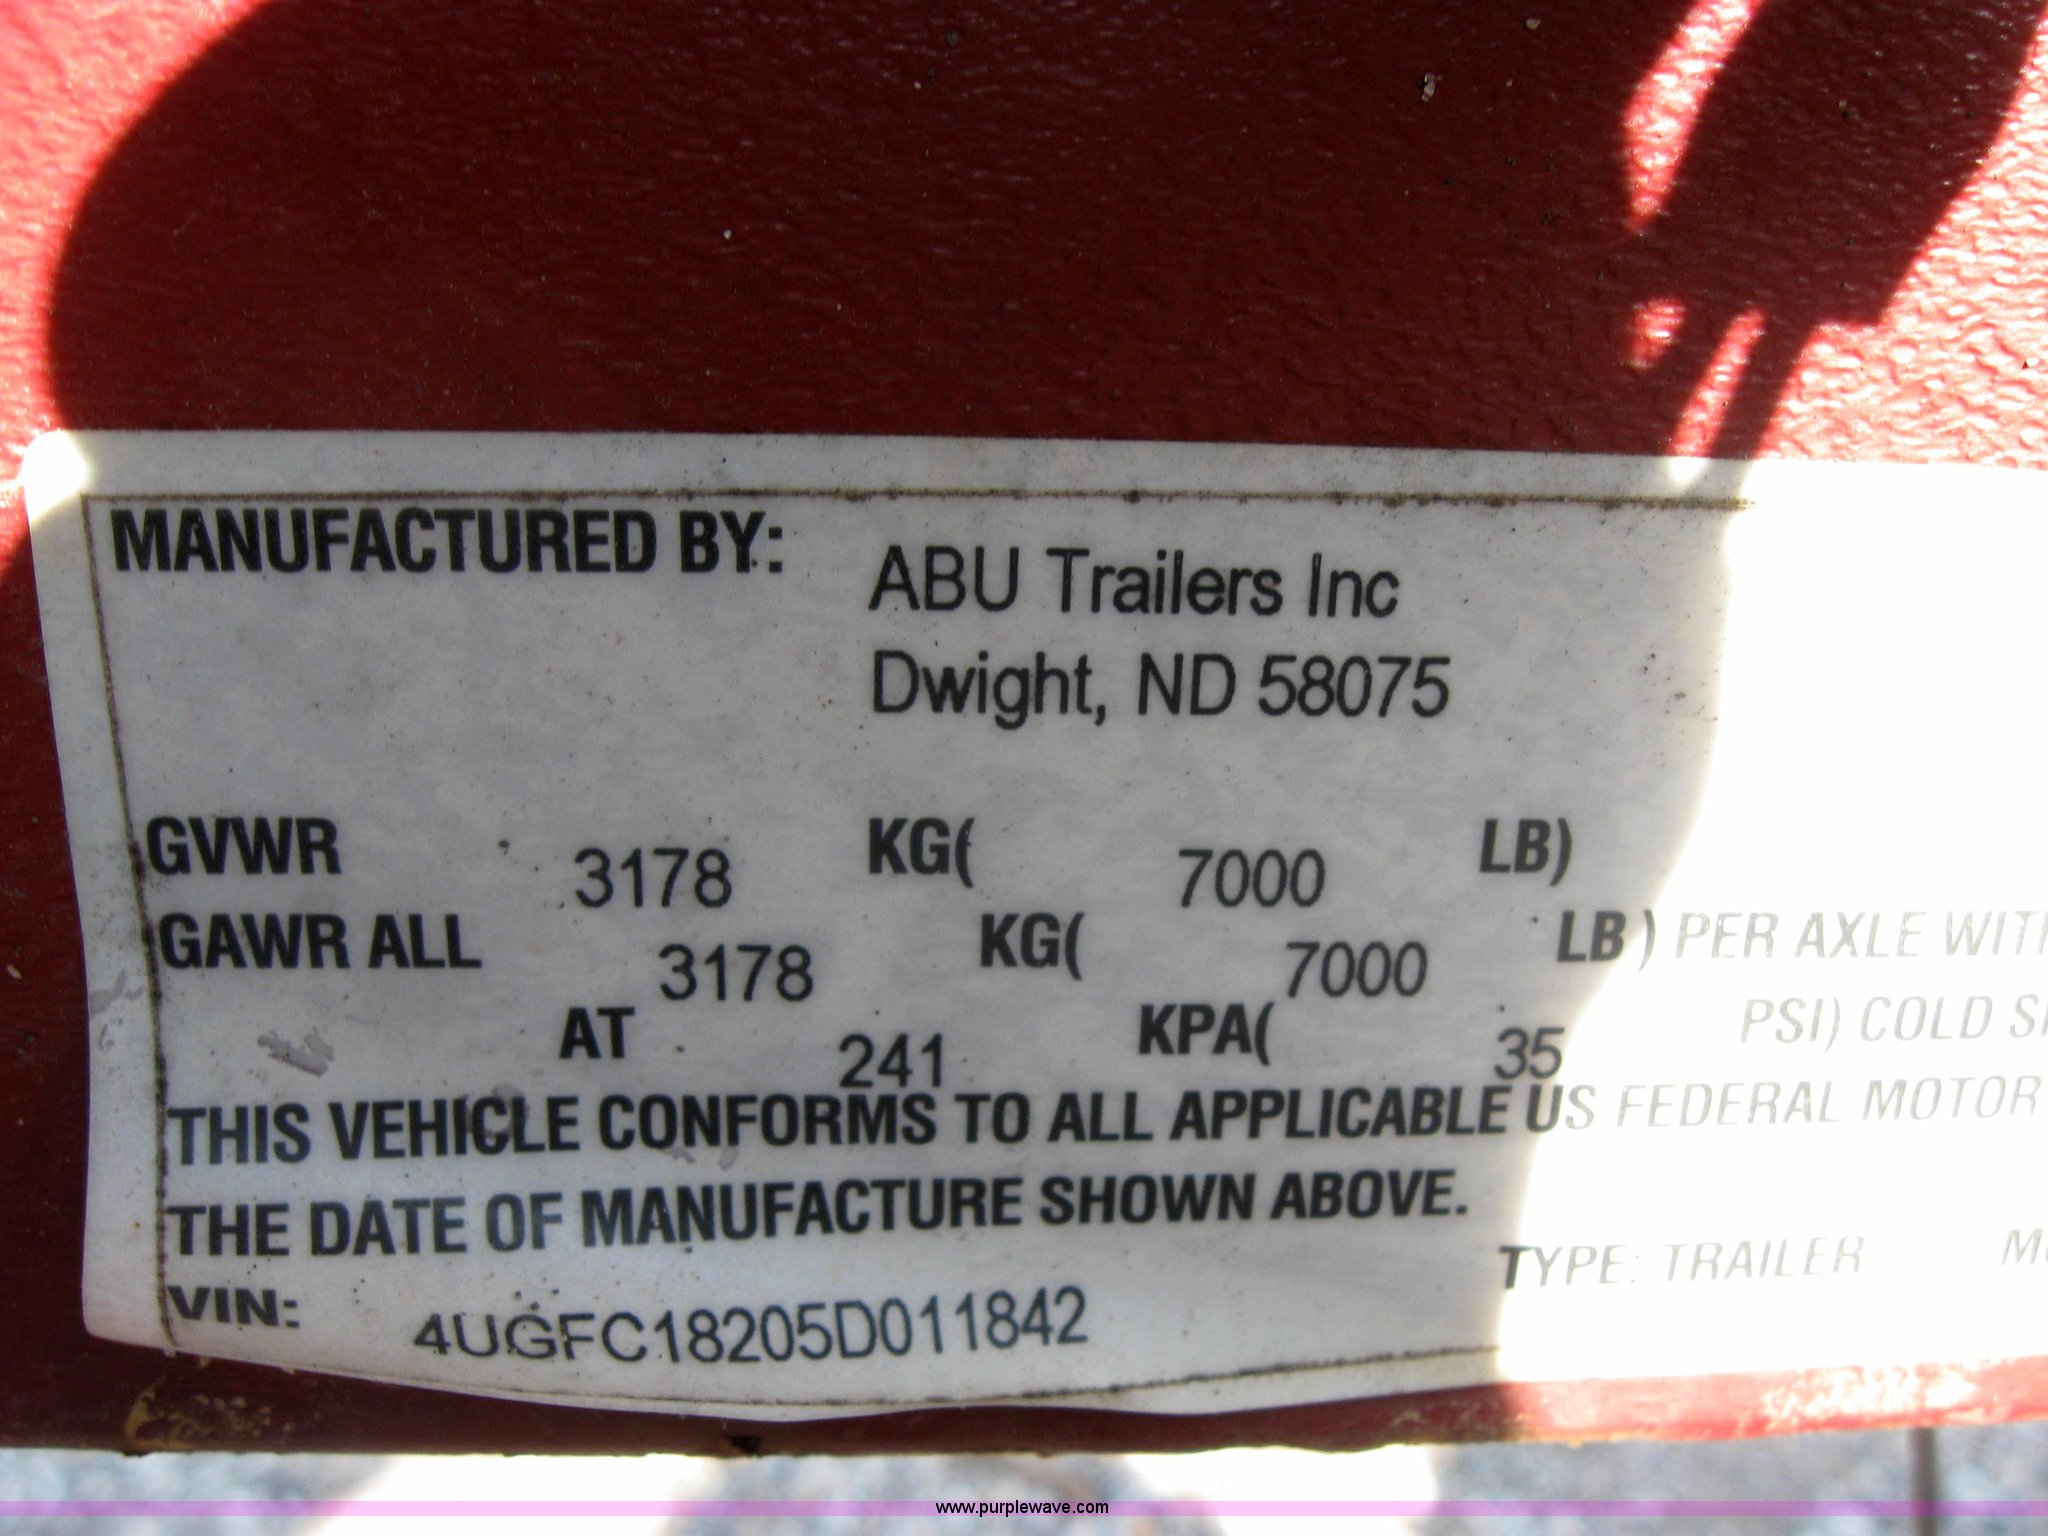 MANUFACTURED BY:
ABU Trailers Inc
Dwight, ND 58075
GVWR 3178 KG( 7000 LB)
GAWR ALL 3178 KG( 7000 LB) PER AXLE WITH
AT 241 KPA( 35 PSI) COLD
THIS VEHICLE CONFORMS TO ALL APPLICABLE US FEDERAL MOTOR
THE DATE OF MANUFACTURE SHOWN ABOVE.
TYPE: TRAILER
VIN: 4UGFC18205D011842
www.purplewave.com